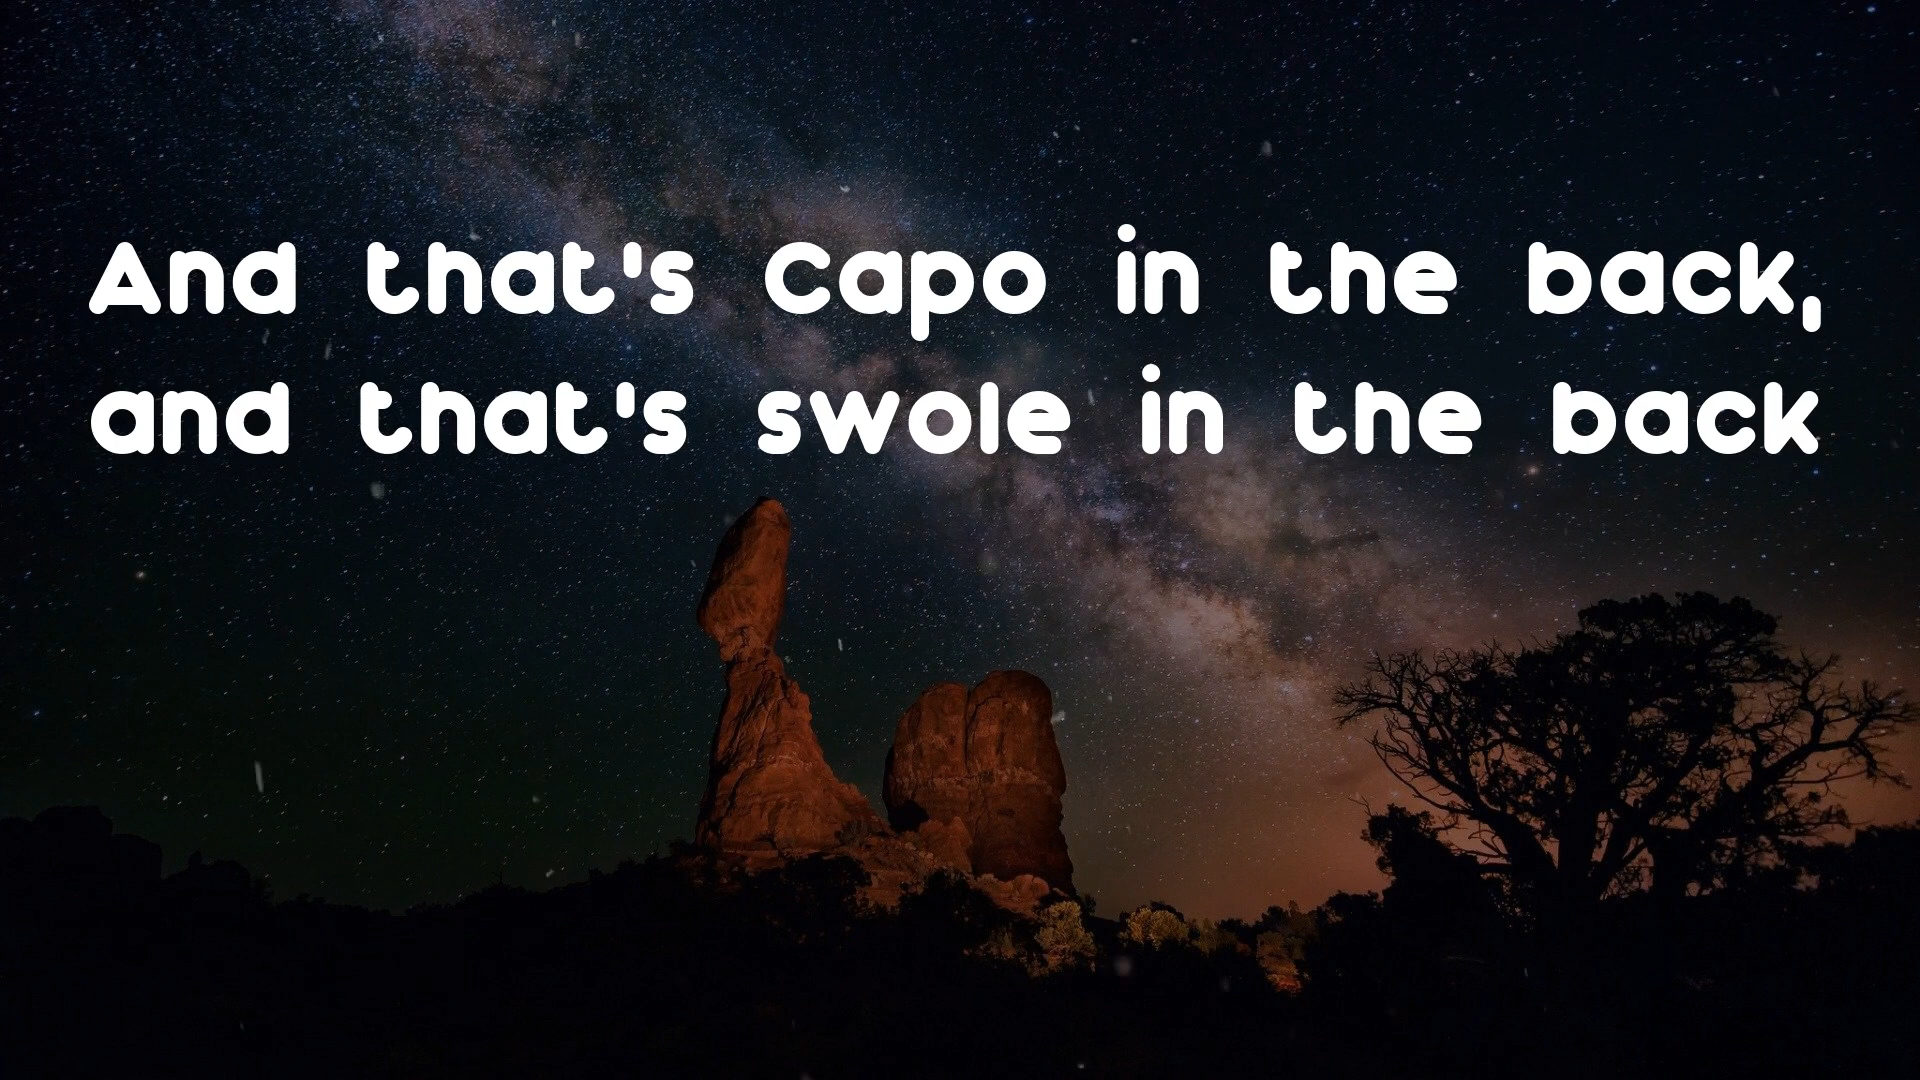 And that's Capo in the back,
and that's swole in the back